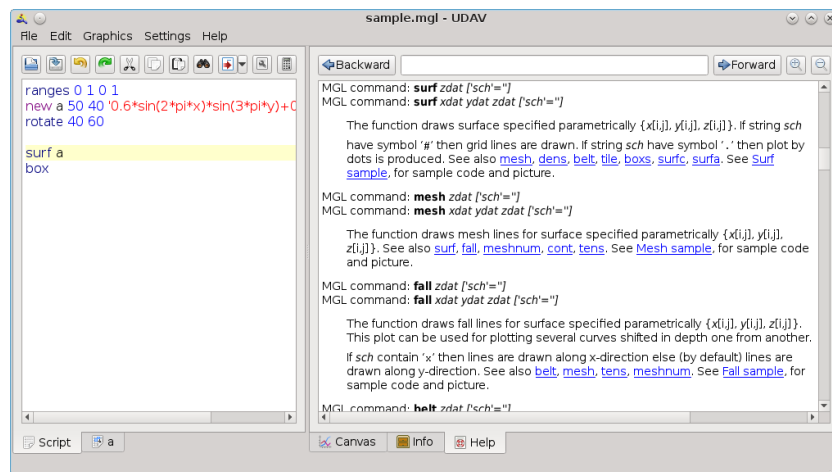 sample.mgl - UDAV
File Edit Graphics Settings Help
ranges 0 1 0 1
new a 50 40 '0.6*sin(2*pi*x)*sin(3*pi*y)+0
rotate 40 60
surf a
box
Script a
Backward Forward
MGL command: surf zdat ['sch'='']
MGL command: surf xdat ydat zdat ['sch'='']
The function draws surface specified parametrically {x[i,j], y[i,j], z[i,j]}. If string sch
have symbol '#' then grid lines are drawn. If string sch have symbol '.' then plot by
dots is produced. See also mesh, dens, belt, tile, boxs, surfc, surfa. See Surf
sample, for sample code and picture.
MGL command: mesh zdat ['sch'='']
MGL command: mesh xdat ydat zdat ['sch'='']
The function draws mesh lines for surface specified parametrically {x[i,j], y[i,j],
z[i,j]}. See also surf, fall, meshnum, cont, tens. See Mesh sample, for sample code
and picture.
MGL command: fall zdat ['sch'='']
MGL command: fall xdat ydat zdat ['sch'='']
The function draws fall lines for surface specified parametrically {x[i,j], y[i,j], z[i,j]}.
This plot can be used for plotting several curves shifted in depth one from another.
If sch contain 'x' then lines are drawn along x-direction else (by default) lines are
drawn along y-direction. See also belt, mesh, tens, meshnum. See Fall sample, for
sample code and picture.
MGL command: belt zdat ['sch'='']
Canvas Info Help